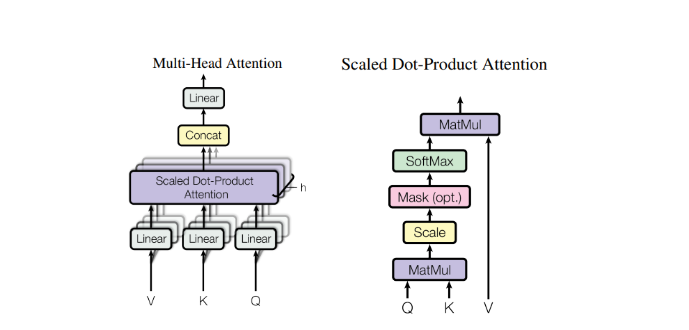 Multi-Head Attention
Linear
Concat
Scaled Dot-Product
Attention
h
Linear
Linear
Linear
V
K
Q
Scaled Dot-Product Attention
MatMul
SoftMax
Mask (opt.)
Scale
MatMul
Q
K
V